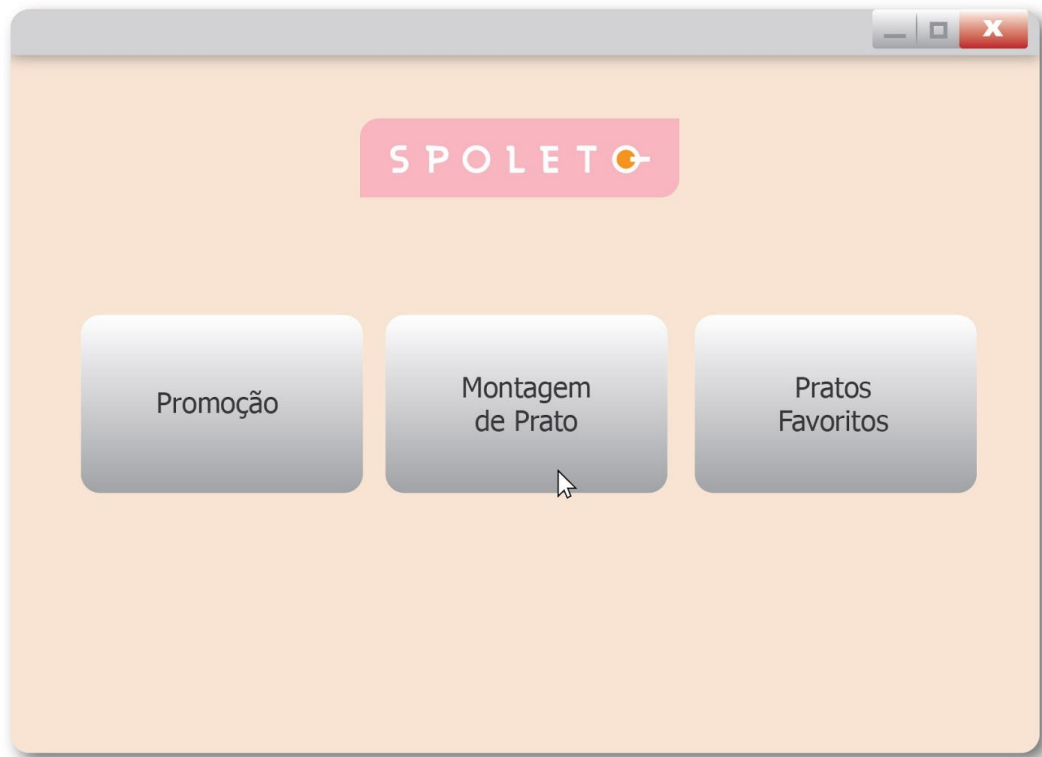 SPOLETO
Promoção
Montagem
de Prato
Pratos
Favoritos